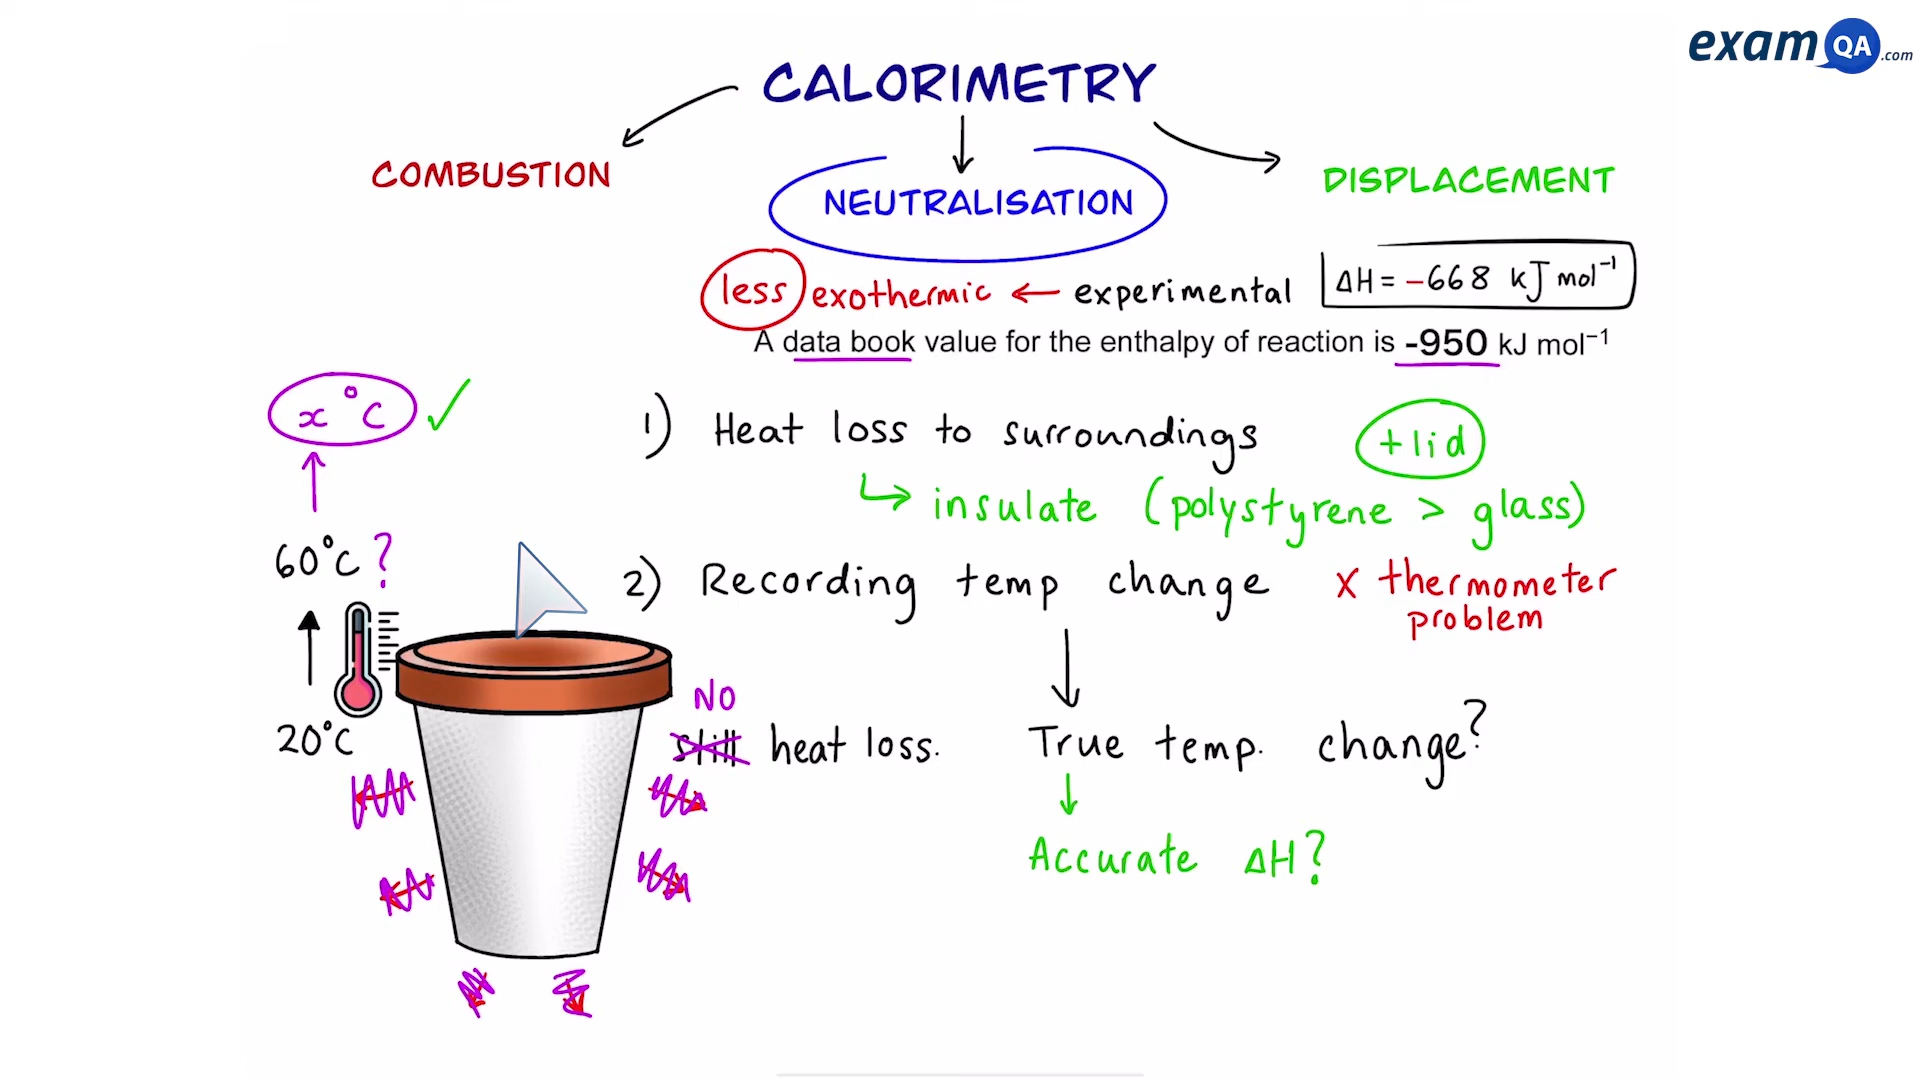 examQA.com
CALORIMETRY
COMBUSTION
NEUTRALISATION
DISPLACEMENT
less exothermic ← experimental
ΔH = -668 kJ mol⁻¹
A data book value for the enthalpy of reaction is -950 kJ mol⁻¹
x °C ✓
1) Heat loss to surroundings
+ lid
↳ insulate (polystyrene > glass)
60°C ?
2) Recording temp change
X thermometer
problem
20°C
NO
still heat loss.
True temp. change?
Accurate ΔH?